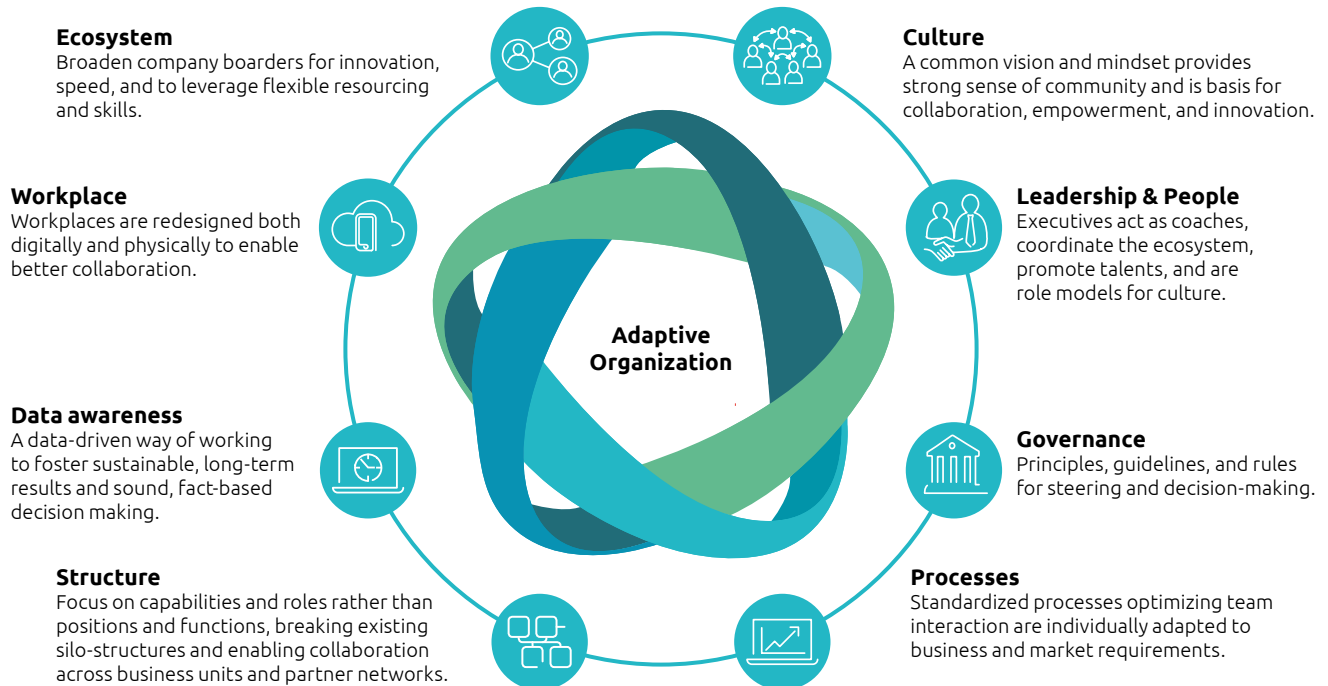 Ecosystem
Broaden company boarders for innovation,
speed, and to leverage flexible resourcing
and skills.
Culture
A common vision and mindset provides
strong sense of community and is basis for
collaboration, empowerment, and innovation.
Workplace
Workplaces are redesigned both
digitally and physically to enable
better collaboration.
Leadership & People
Executives act as coaches,
coordinate the ecosystem,
promote talents, and are
role models for culture.
Adaptive
Organization
Data awareness
A data-driven way of working
to foster sustainable, long-term
results and sound, fact-based
decision making.
Governance
Principles, guidelines, and rules
for steering and decision-making.
Structure
Focus on capabilities and roles rather than
positions and functions, breaking existing
silo-structures and enabling collaboration
across business units and partner networks.
Processes
Standardized processes optimizing team
interaction are individually adapted to
business and market requirements.